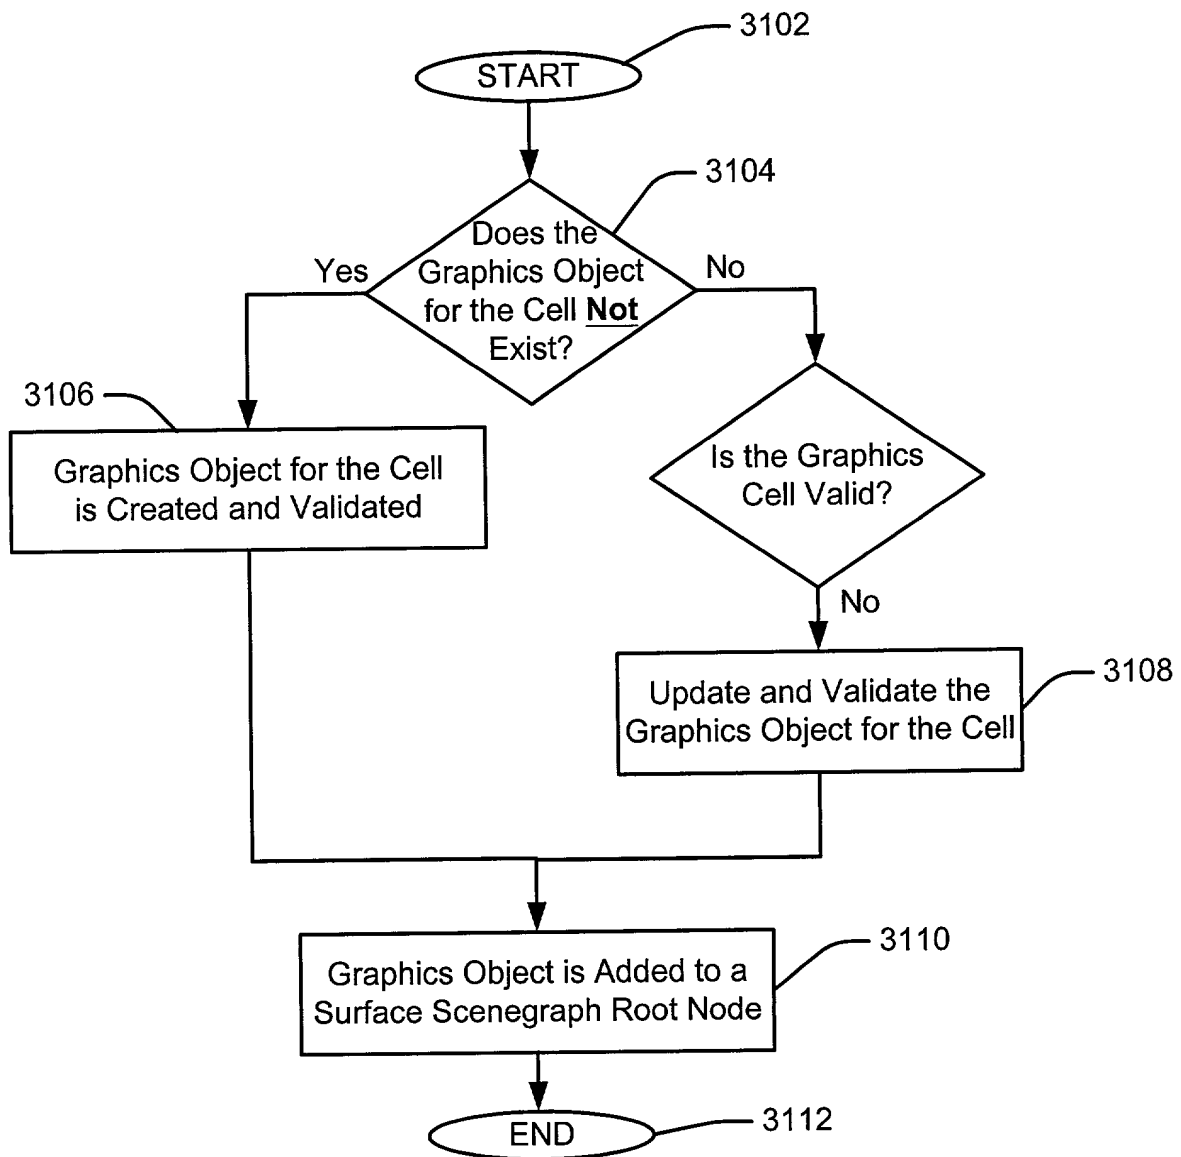 3102
START
3104
Does the
Graphics Object
for the Cell Not
Exist?
Yes
No
3106
Graphics Object for the Cell
is Created and Validated
Is the Graphics
Cell Valid?
No
3108
Update and Validate the
Graphics Object for the Cell
3110
Graphics Object is Added to a
Surface Scenegraph Root Node
END
3112